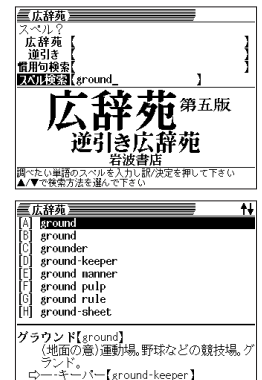 広辞苑
スペル？
広辞苑【 】
逆引き【 】
慣用句検索【 】
スペル検索【ground_ 】
広辞苑第五版
逆引き広辞苑
岩波書店
調べたい単語のスペルを入力し訳/決定を押して下さい
▲/▼で検索方法を選んで下さい
広辞苑
[A] ground
[B] ground
[C] grounder
[D] ground-keeper
[E] ground manner
[F] ground pulp
[G] ground rule
[H] ground-sheet
グラウンド【ground】
(地面の意)運動場。野球などの競技場。グ
ランド。
⇨―-キーパー【ground-keeper】